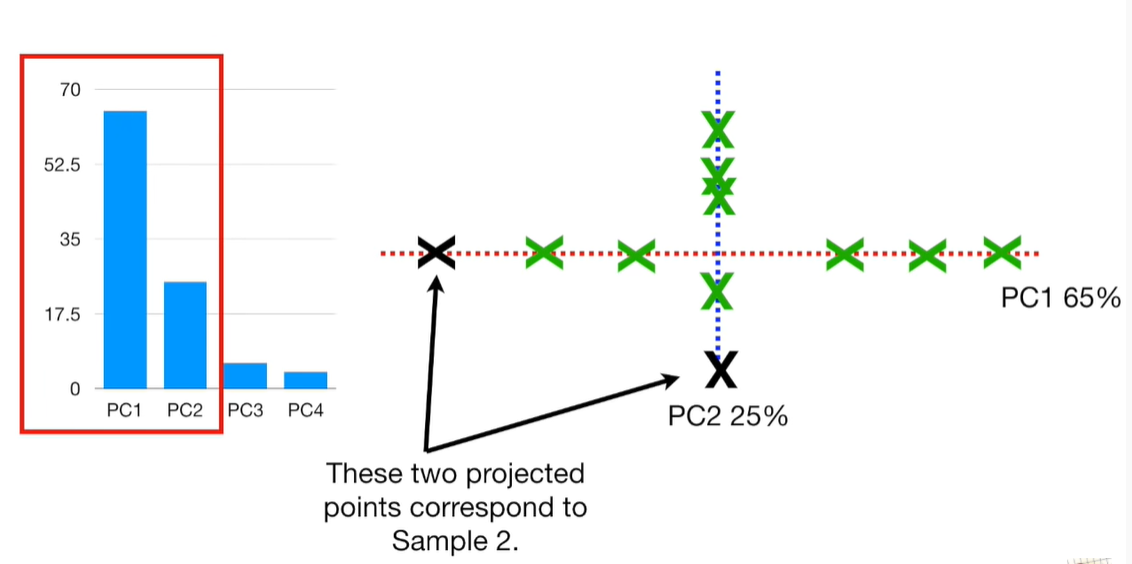 70
52.5
35
17.5
0
PC1 PC2 PC3 PC4
X X X X X X
X
X
X
X
X
PC1 65%
PC2 25%
These two projected
points correspond to
Sample 2.